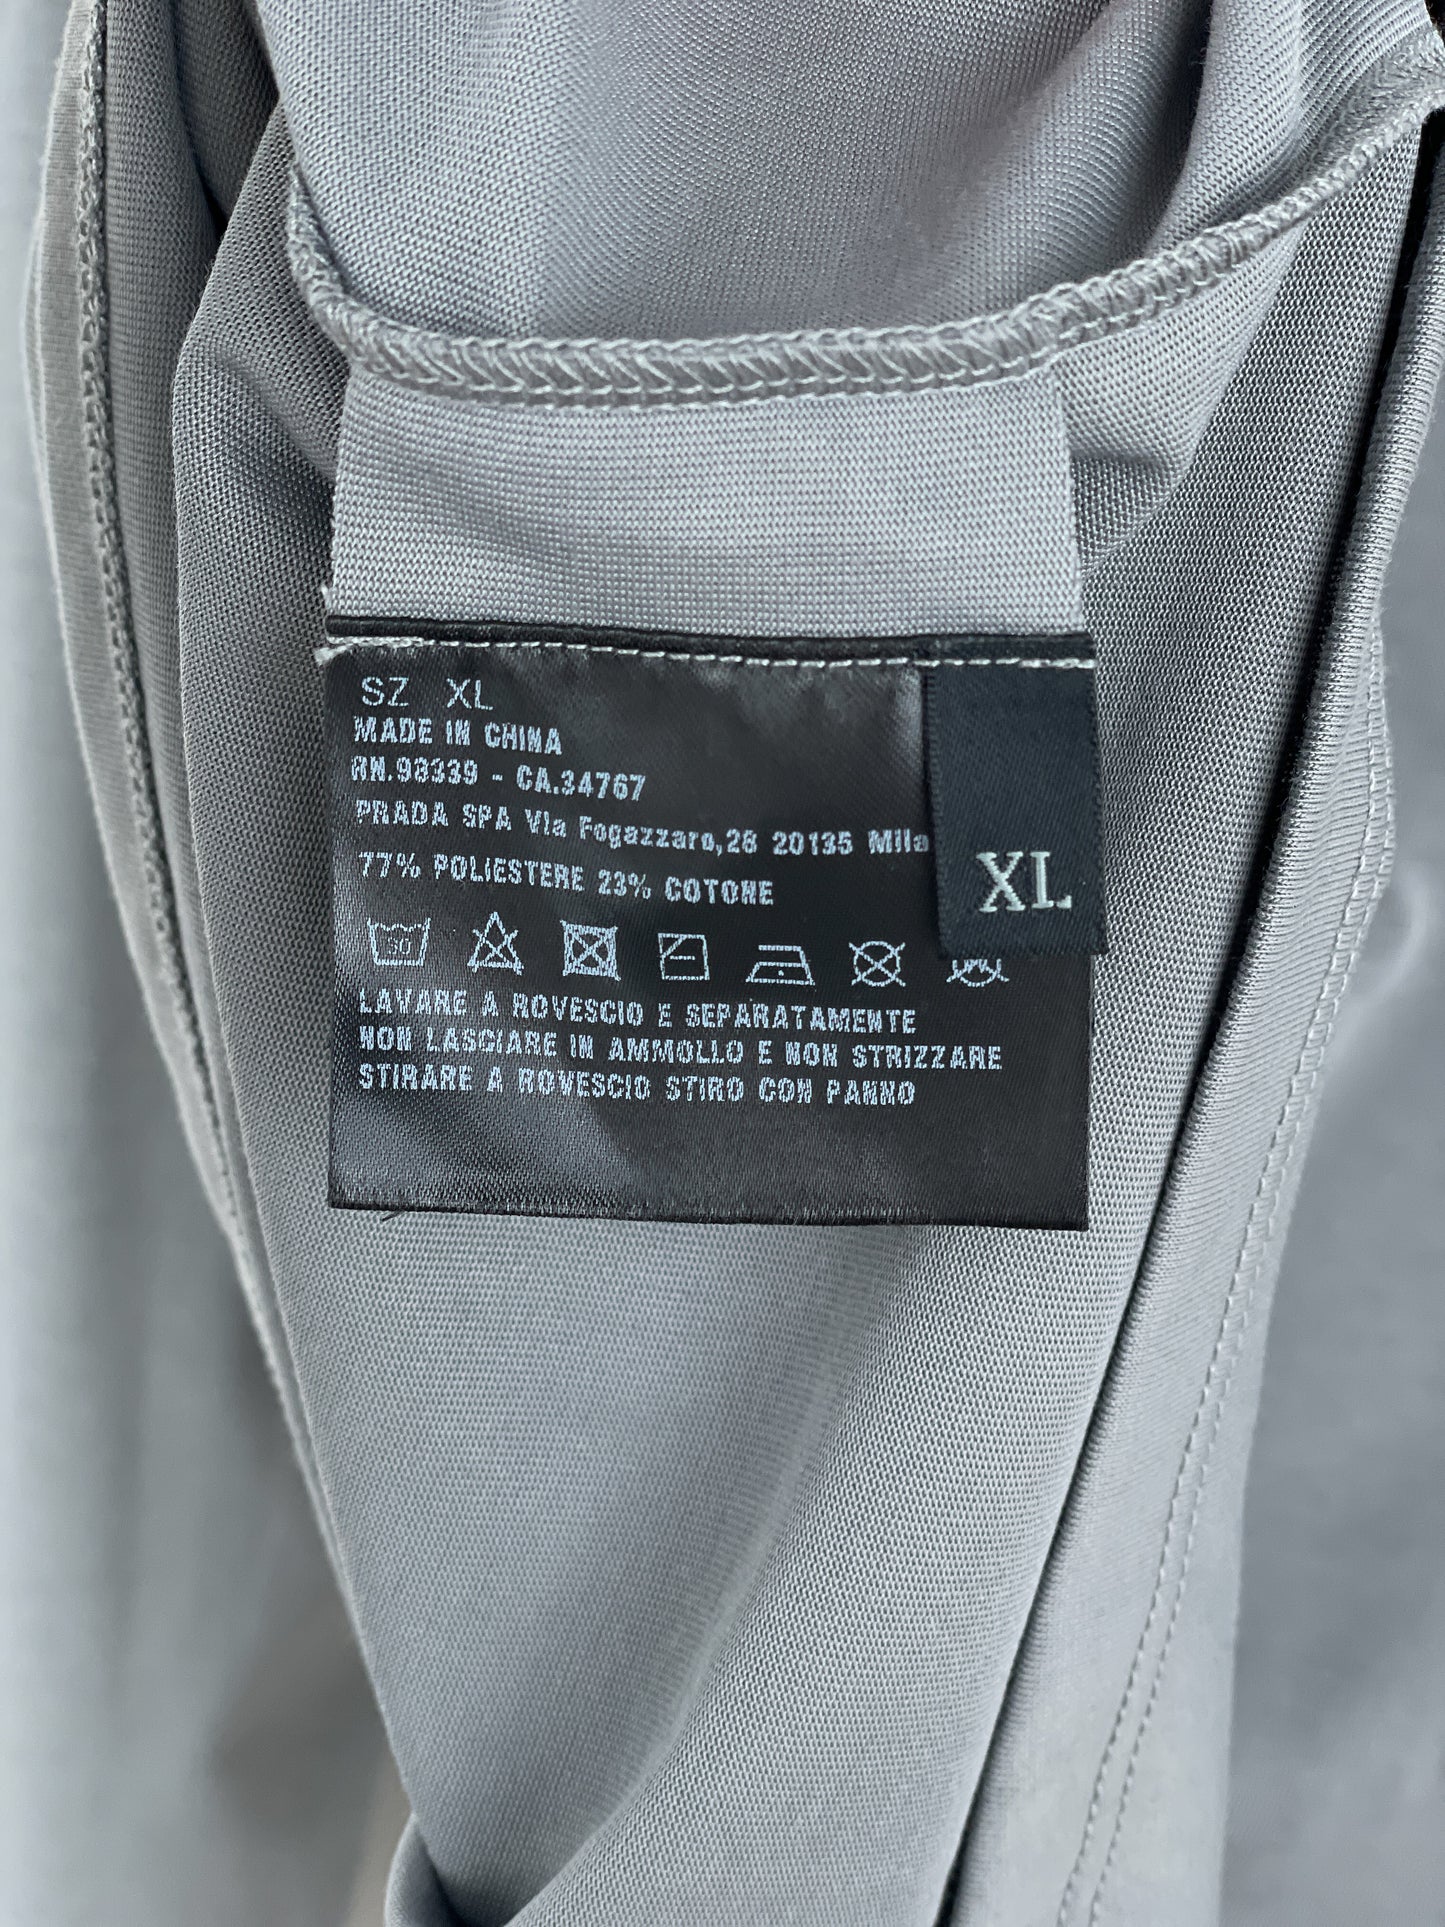 SZ XL
MADE IN CHINA
RN.98339 - CA.34767
PRADA SPA Via Fogazzaro,28 20135 Mila
77% POLIESTERE 23% COTONE
XL
30
LAVARE A ROVESCIO E SEPARATAMENTE
NON LASCIARE IN AMMOLLO E NON STRIZZARE
STIRARE A ROVESCIO STIRO CON PANNO